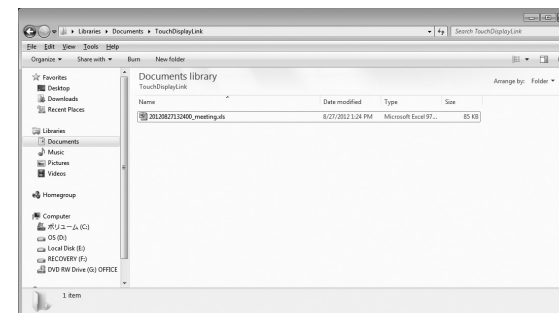 Libraries ▸ Documents ▸ TouchDisplayLink
Search TouchDisplayLink
File Edit View Tools Help
Organize ▾ Share with ▾ Burn New folder
Favorites
Desktop
Downloads
Recent Places
Libraries
Documents
Music
Pictures
Videos
Homegroup
Computer
ボリューム (C:)
OS (D:)
Local Disk (E:)
RECOVERY (F:)
DVD RW Drive (G:) OFFICE
Documents library
TouchDisplayLink
Arrange by: Folder ▾
Name Date modified Type Size
20120827132400_meeting.xls 8/27/2012 1:24 PM Microsoft Excel 97... 85 KB
1 item